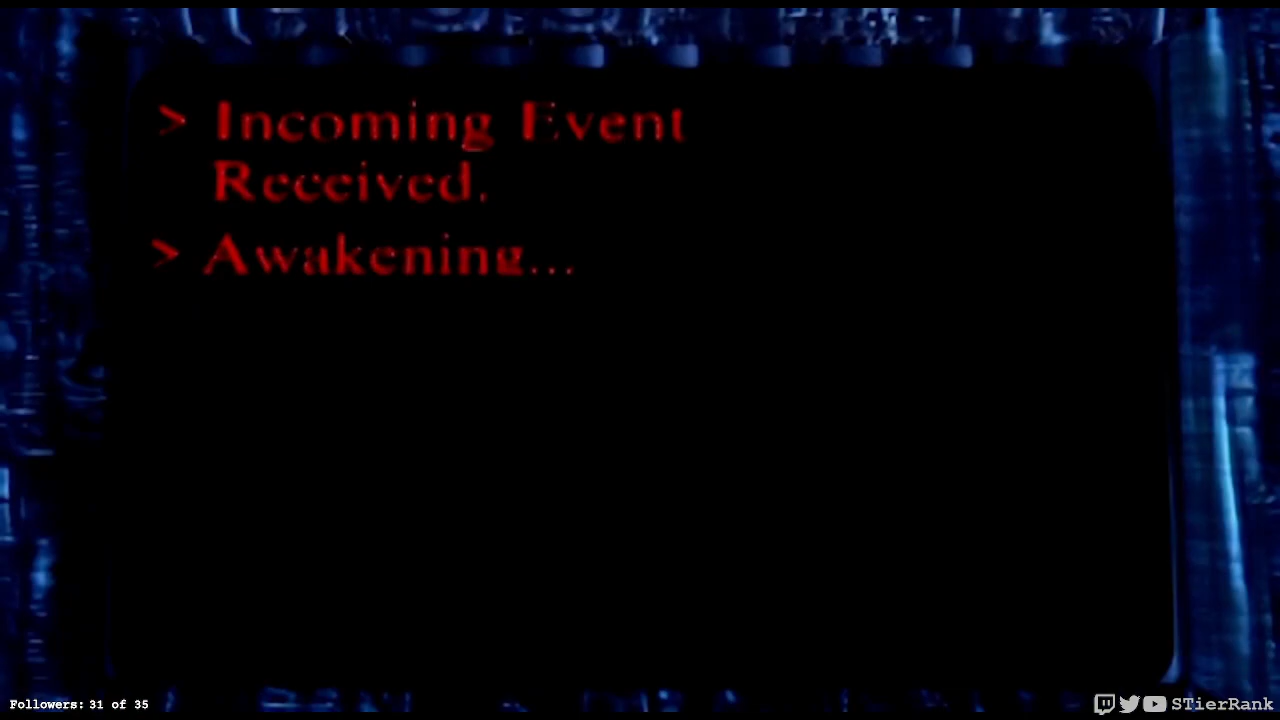 > Incoming Event
Received.
> Awakening...
Followers: 31 of 35
STierRank